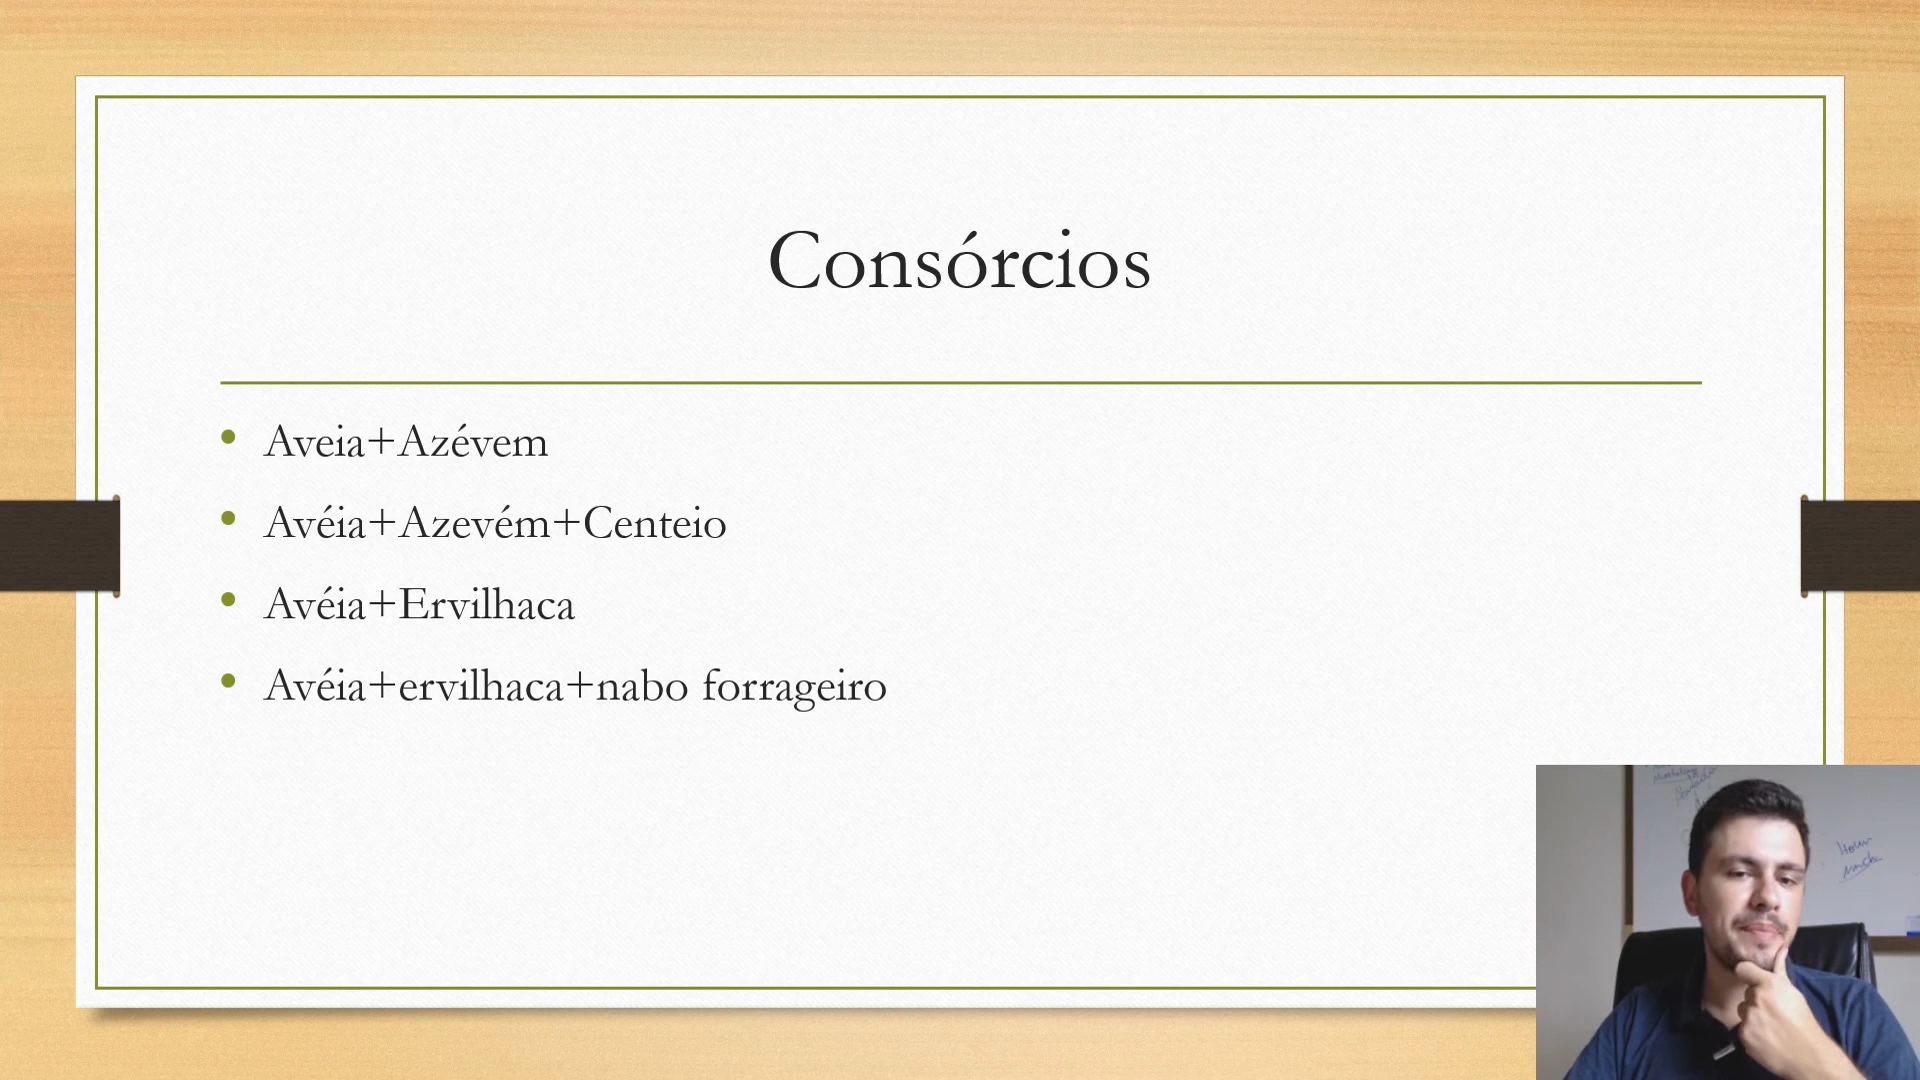 Consórcios
Aveia+Azévem
Avéia+Azevém+Centeio
Avéia+Ervilhaca
Avéia+ervilhaca+nabo forrageiro